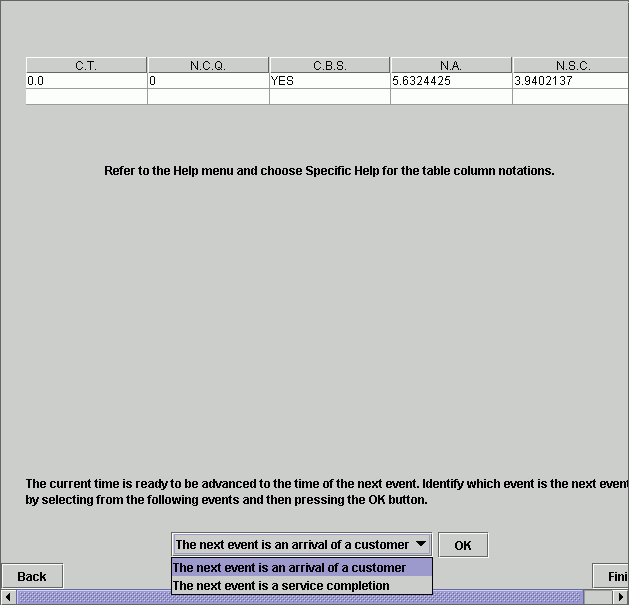 C.T. N.C.Q. C.B.S. N.A. N.S.C.
0.0 0 YES 5.6324425 3.9402137
Refer to the Help menu and choose Specific Help for the table column notations.
The current time is ready to be advanced to the time of the next event. Identify which event is the next event
by selecting from the following events and then pressing the OK button.
The next event is an arrival of a customer OK
The next event is an arrival of a customer
Back Fini
The next event is a service completion